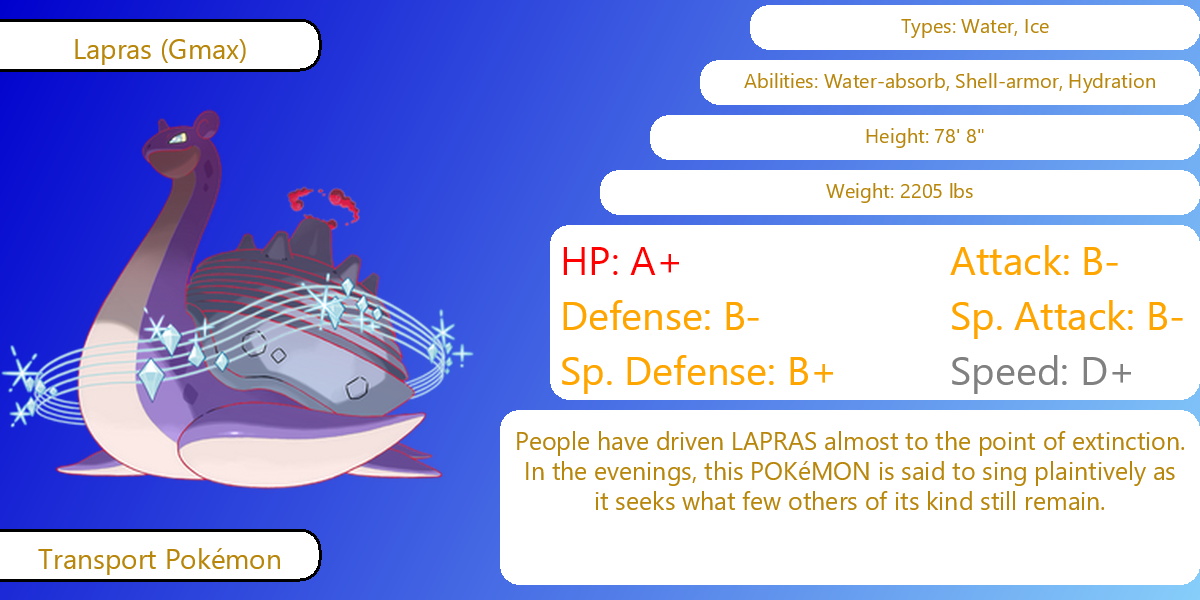 Lapras (Gmax)
Types: Water, Ice
Abilities: Water-absorb, Shell-armor, Hydration
Height: 78' 8"
Weight: 2205 lbs
HP: A+
Attack: B-
Defense: B-
Sp. Attack: B-
Sp. Defense: B+
Speed: D+
People have driven LAPRAS almost to the point of extinction.
In the evenings, this POKéMON is said to sing plaintively as
it seeks what few others of its kind still remain.
Transport Pokémon